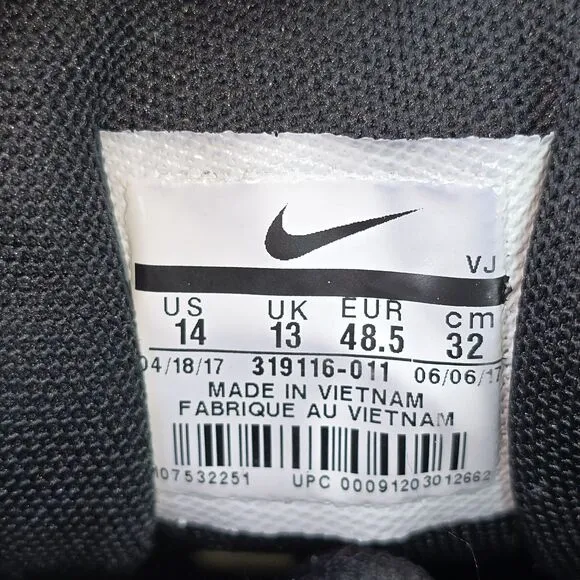 VJ
US UK EUR cm
14 13 48.5 32
04/18/17 319116-011 06/06/17
MADE IN VIETNAM
FABRIQUE AU VIETNAM
107532251 UPC 00091203012662